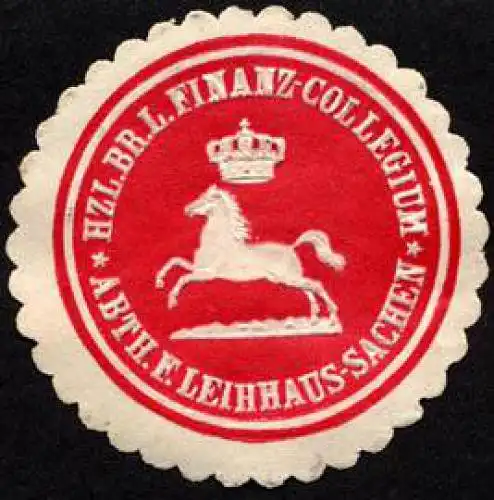 HZL. BR. L. FINANZ-COLLEGIUM
* ABTH. F. LEIHHAUS-SACHEN *